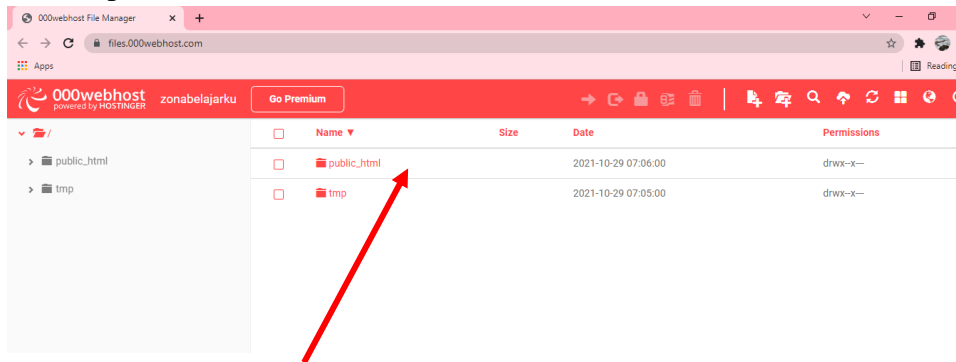 000webhost File Manager
files.000webhost.com
Apps
Reading
000webhost
powered by HOSTINGER
zonabelajarku
Go Premium
/
public_html
tmp
Name ▼ Size Date Permissions
public_html 2021-10-29 07:06:00 drwx--x---
tmp 2021-10-29 07:05:00 drwx--x---